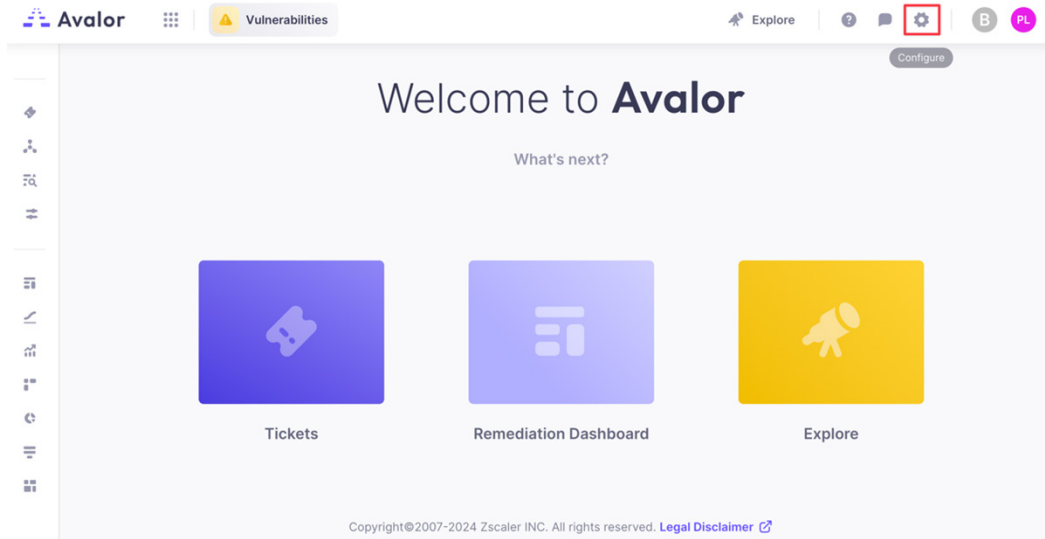 Avalor
Vulnerabilities
Explore
B
PL
Configure
Welcome to Avalor
What's next?
Tickets
Remediation Dashboard
Explore
Copyright©2007-2024 Zscaler INC. All rights reserved. Legal Disclaimer